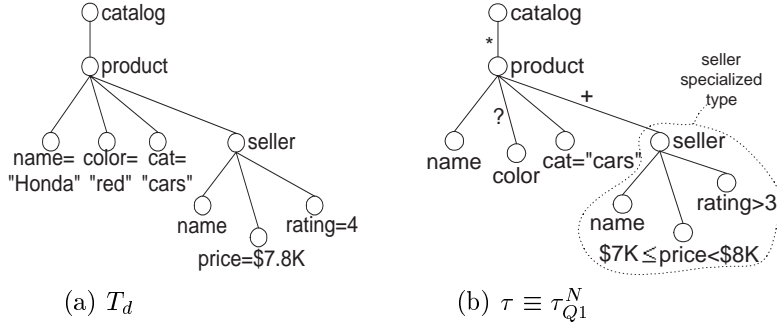 catalog
product
name= "Honda"
color= "red"
cat= "cars"
seller
name
price=$7.8K
rating=4
(a) T_d
catalog
*
product
+
?
name
color
cat="cars"
seller
seller
specialized
type
name
$7K ≤price<$8K
rating>3
(b) τ ≡ τ^N_{Q1}